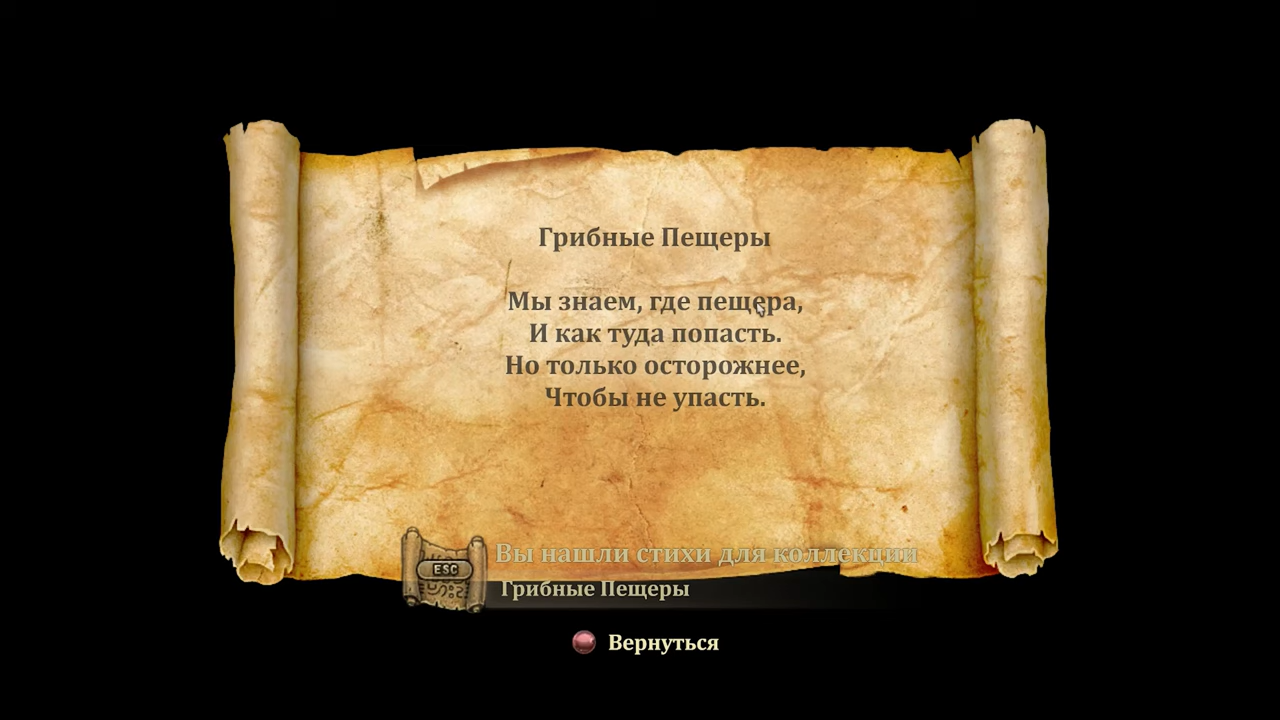 Грибные Пещеры
Мы знаем, где пещера,
И как туда попасть.
Но только осторожнее,
Чтобы не упасть.
Вы нашли стихи для коллекции
ESC
Грибные Пещеры
Вернуться